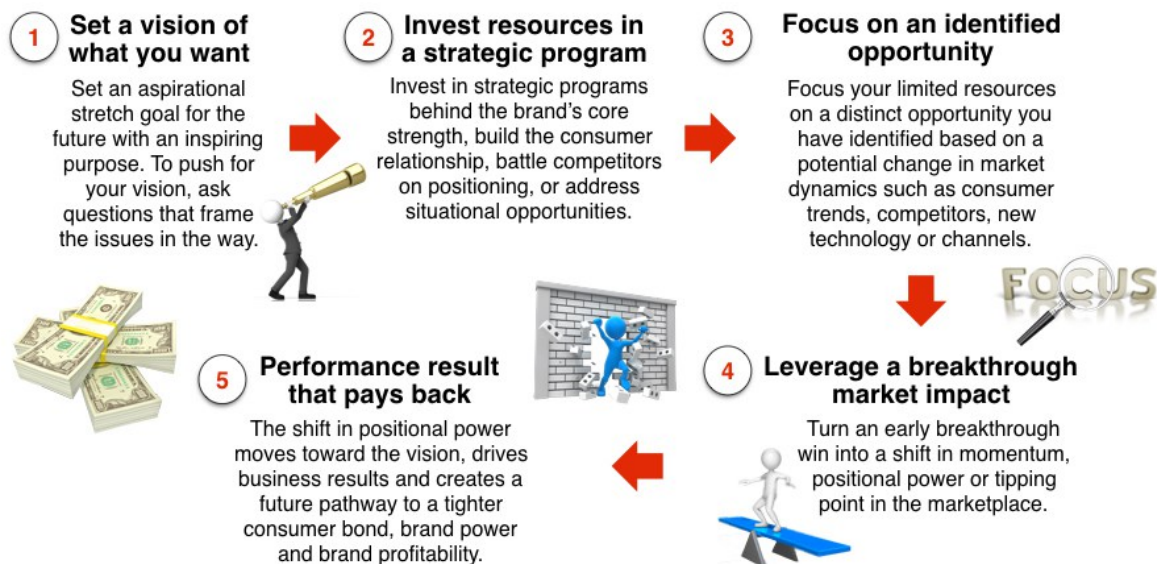 1
Set a vision of
what you want
Set an aspirational
stretch goal for the
future with an inspiring
purpose. To push for
your vision, ask
questions that frame
the issues in the way.
2
Invest resources in
a strategic program
Invest in strategic programs
behind the brand's core
strength, build the consumer
relationship, battle competitors
on positioning, or address
situational opportunities.
3
Focus on an identified
opportunity
Focus your limited resources
on a distinct opportunity you
have identified based on a
potential change in market
dynamics such as consumer
trends, competitors, new
technology or channels.
FOCUS
4
Leverage a breakthrough
market impact
Turn an early breakthrough
win into a shift in momentum,
positional power or tipping
point in the marketplace.
5
Performance result
that pays back
The shift in positional power
moves toward the vision, drives
business results and creates a
future pathway to a tighter
consumer bond, brand power
and brand profitability.